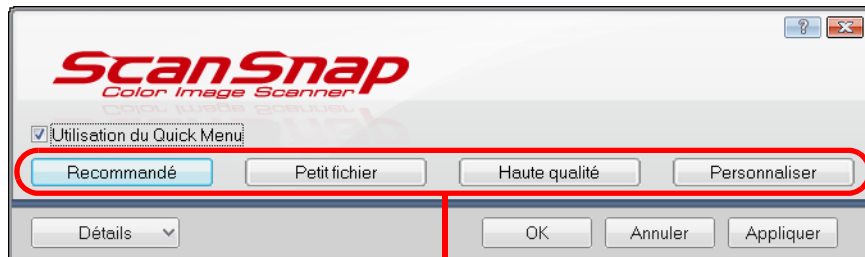 ScanSnap
Color Image Scanner
Utilisation du Quick Menu
Recommandé Petit fichier Haute qualité Personnaliser
Détails OK Annuler Appliquer